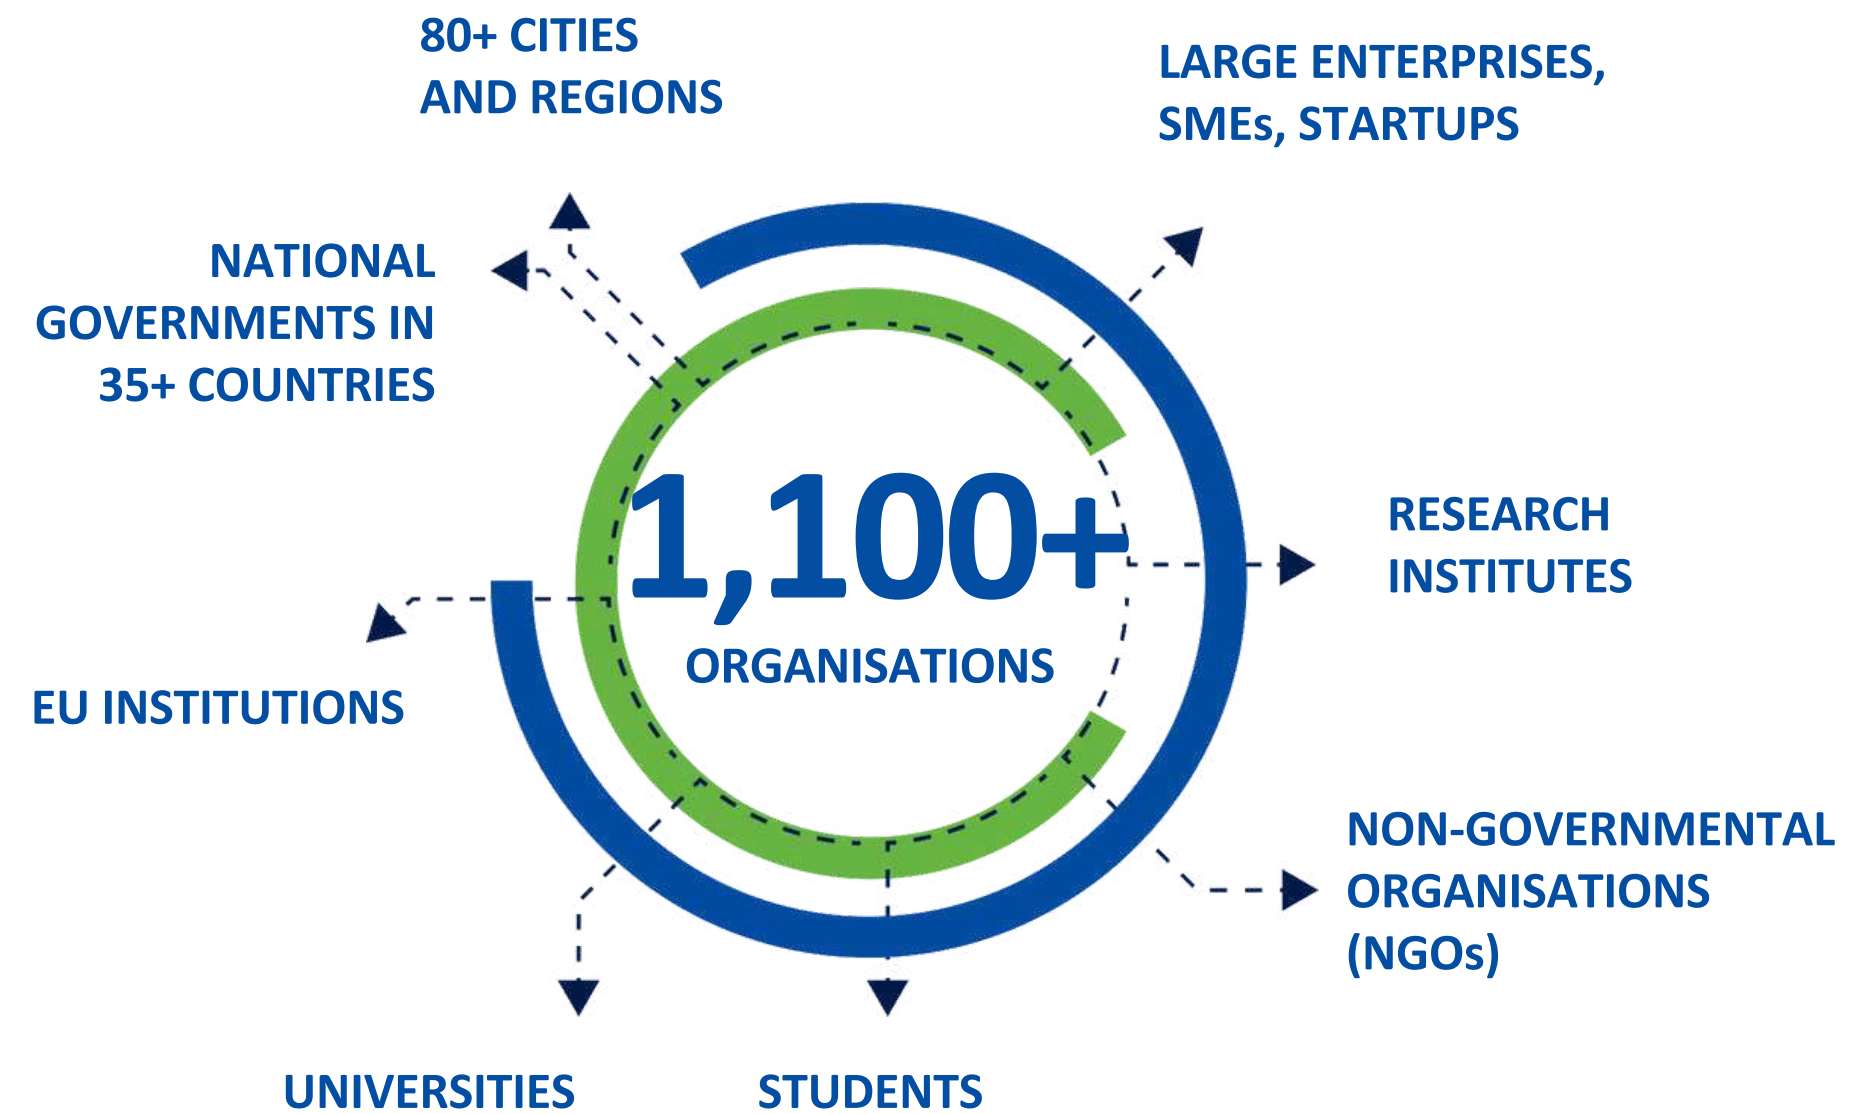 80+ CITIES
AND REGIONS
LARGE ENTERPRISES,
SMEs, STARTUPS
NATIONAL
GOVERNMENTS IN
35+ COUNTRIES
1,100+
ORGANISATIONS
RESEARCH
INSTITUTES
EU INSTITUTIONS
NON-GOVERNMENTAL
ORGANISATIONS
(NGOs)
UNIVERSITIES
STUDENTS